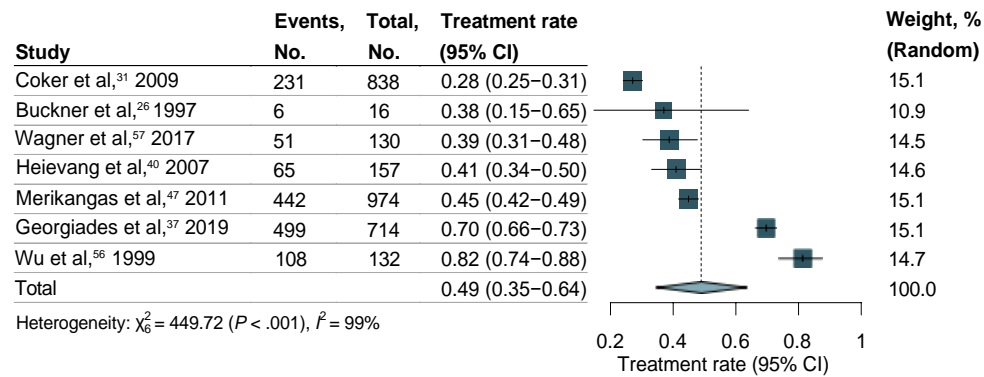 Events, Total, Treatment rate Weight, %
Study No. No. (95% CI) (Random)
Coker et al,³¹ 2009 231 838 0.28 (0.25−0.31) 15.1
Buckner et al,²⁶ 1997 6 16 0.38 (0.15−0.65) 10.9
Wagner et al,⁵⁷ 2017 51 130 0.39 (0.31−0.48) 14.5
Heievang et al,⁴⁰ 2007 65 157 0.41 (0.34−0.50) 14.6
Merikangas et al,⁴⁷ 2011 442 974 0.45 (0.42−0.49) 15.1
Georgiades et al,³⁷ 2019 499 714 0.70 (0.66−0.73) 15.1
Wu et al,⁵⁶ 1999 108 132 0.82 (0.74−0.88) 14.7
Total 0.49 (0.35−0.64) 100.0
Heterogeneity: χ²₆ = 449.72 (P < .001), I² = 99%
0.2 0.4 0.6 0.8 1
Treatment rate (95% CI)